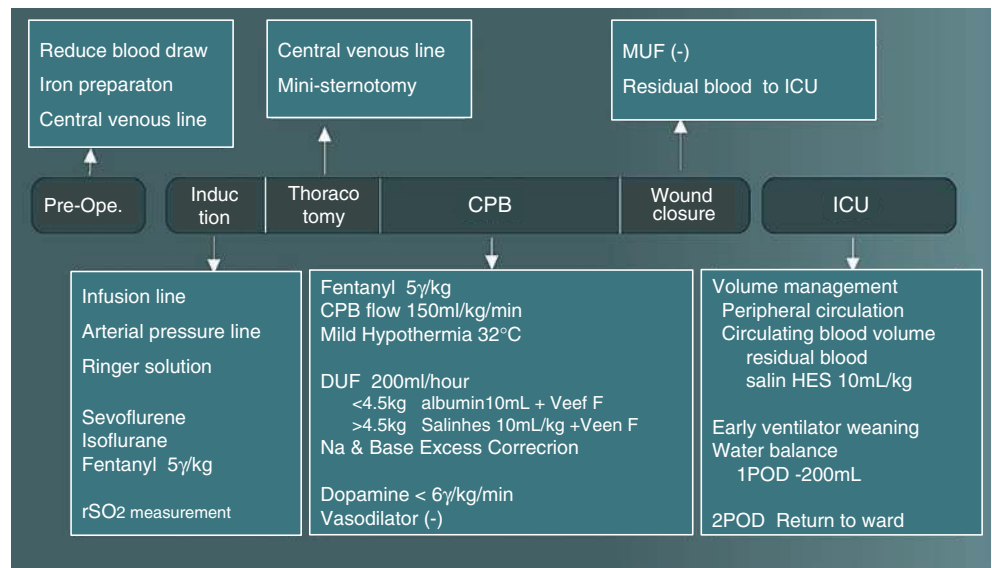 Reduce blood draw
Iron preparaton
Central venous line
Central venous line
Mini-sternotomy
MUF (-)
Residual blood to ICU
Pre-Ope.
Induc
tion
Thoraco
tomy
CPB
Wound
closure
ICU
Infusion line
Arterial pressure line
Ringer solution
Sevoflurene
Isoflurane
Fentanyl 5γ/kg
rSO2 measurement
Fentanyl 5γ/kg
CPB flow 150ml/kg/min
Mild Hypothermia 32°C
DUF 200ml/hour
<4.5kg albumin10mL + Veef F
>4.5kg Salinhes 10mL/kg +Veen F
Na & Base Excess Correcrion
Dopamine < 6γ/kg/min
Vasodilator (-)
Volume management
Peripheral circulation
Circulating blood volume
residual blood
salin HES 10mL/kg
Early ventilator weaning
Water balance
1POD -200mL
2POD Return to ward